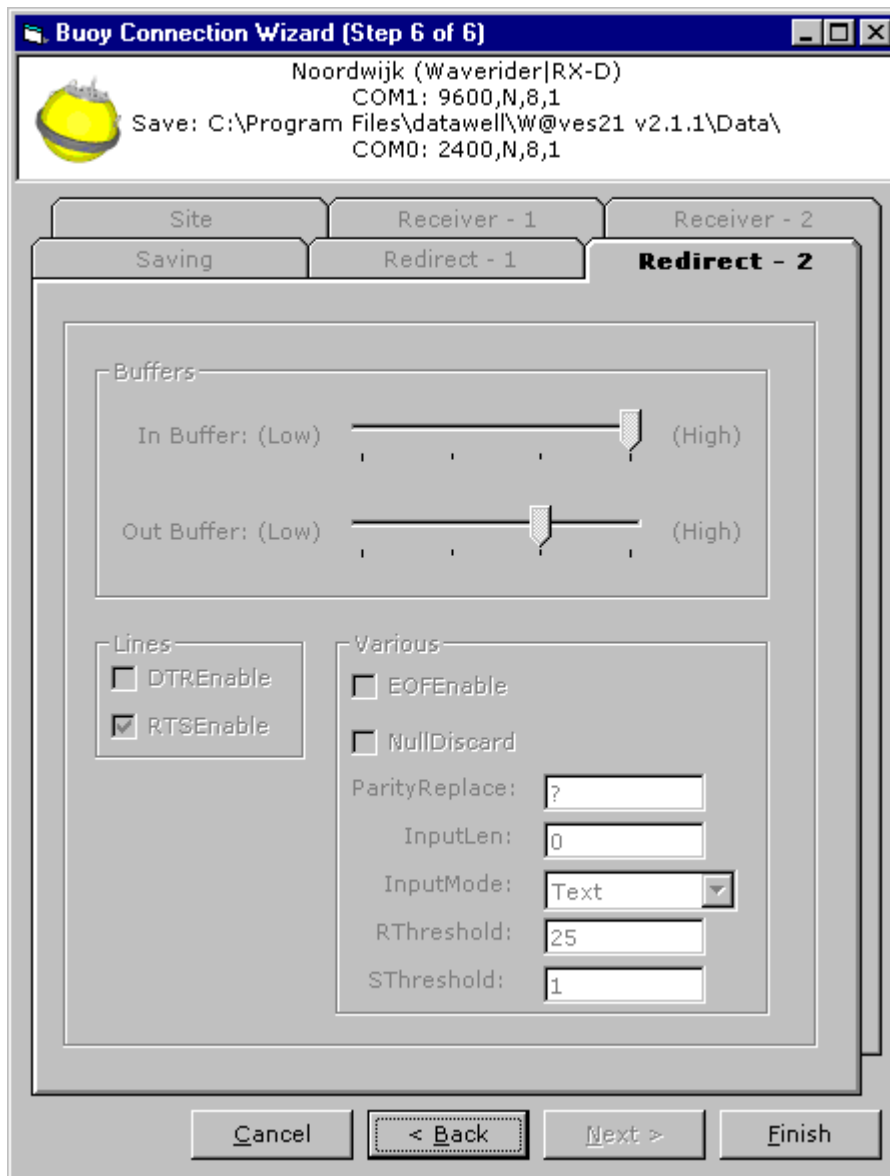 Buoy Connection Wizard (Step 6 of 6)
Noordwijk (Waverider|RX-D)
COM1: 9600,N,8,1
Save: C:\Program Files\datawell\W@ves21 v2.1.1\Data\
COM0: 2400,N,8,1
Site Receiver - 1 Receiver - 2
Saving Redirect - 1 Redirect - 2
Buffers
In Buffer: (Low) (High)
Out Buffer: (Low) (High)
Lines
DTREnable
RTSEnable
Various
EOFEnable
NullDiscard
ParityReplace: ?
InputLen: 0
InputMode: Text
RThreshold: 25
SThreshold: 1
Cancel < Back Next > Finish